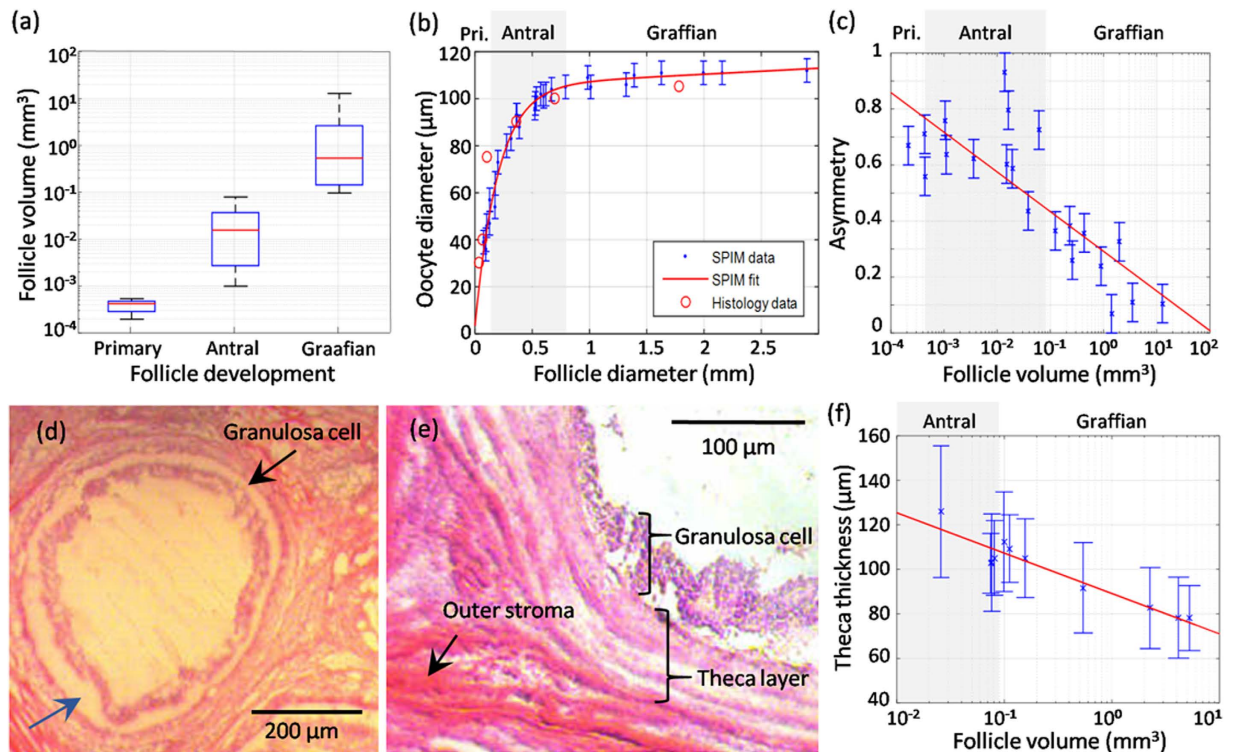 (a)
10²
10¹
10⁰
10⁻¹
10⁻²
10⁻³
10⁻⁴
Follicle volume (mm³)
Primary Antral Graafian
Follicle development
(b)
Pri. Antral Graffian
120
100
80
60
40
20
0
Oocyte diameter (µm)
SPIM data
SPIM fit
Histology data
0 0.5 1 1.5 2 2.5
Follicle diameter (mm)
(c)
Pri. Antral Graffian
1
0.8
0.6
0.4
0.2
0
Asymmetry
10⁻⁴ 10⁻³ 10⁻² 10⁻¹ 10⁰ 10¹ 10²
Follicle volume (mm³)
(d)
Granulosa cell
200 µm
(e)
100 µm
Granulosa cell
Outer stroma
Theca layer
(f)
Antral Graffian
160
140
120
100
80
60
40
Theca thickness (µm)
10⁻² 10⁻¹ 10⁰ 10¹
Follicle volume (mm³)